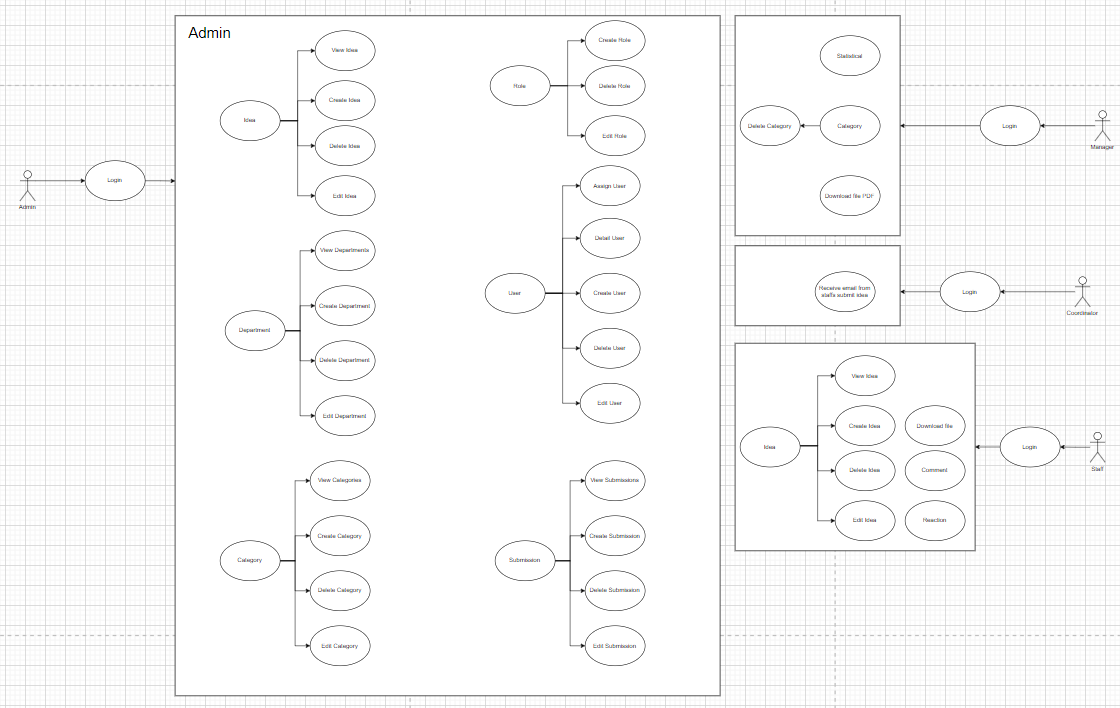 Admin
View Idea
Create Idea
Idea
Delete Idea
Edit Idea
Create Role
Role
Delete Role
Edit Role
Login
Admin
View Departments
Create Department
Department
Delete Department
Edit Department
Assign User
Detail User
User
Create User
Delete User
Edit User
View Categories
Create Category
Category
Delete Category
Edit Category
View Submissions
Create Submission
Submission
Delete Submission
Edit Submission
Statistical
Delete Category
Category
Download file PDF
Login
Manager
Receive email from
staffs submit idea
Login
Coordinator
View Idea
Create Idea
Download file
Idea
Delete Idea
Comment
Edit Idea
Reaction
Login
Staff